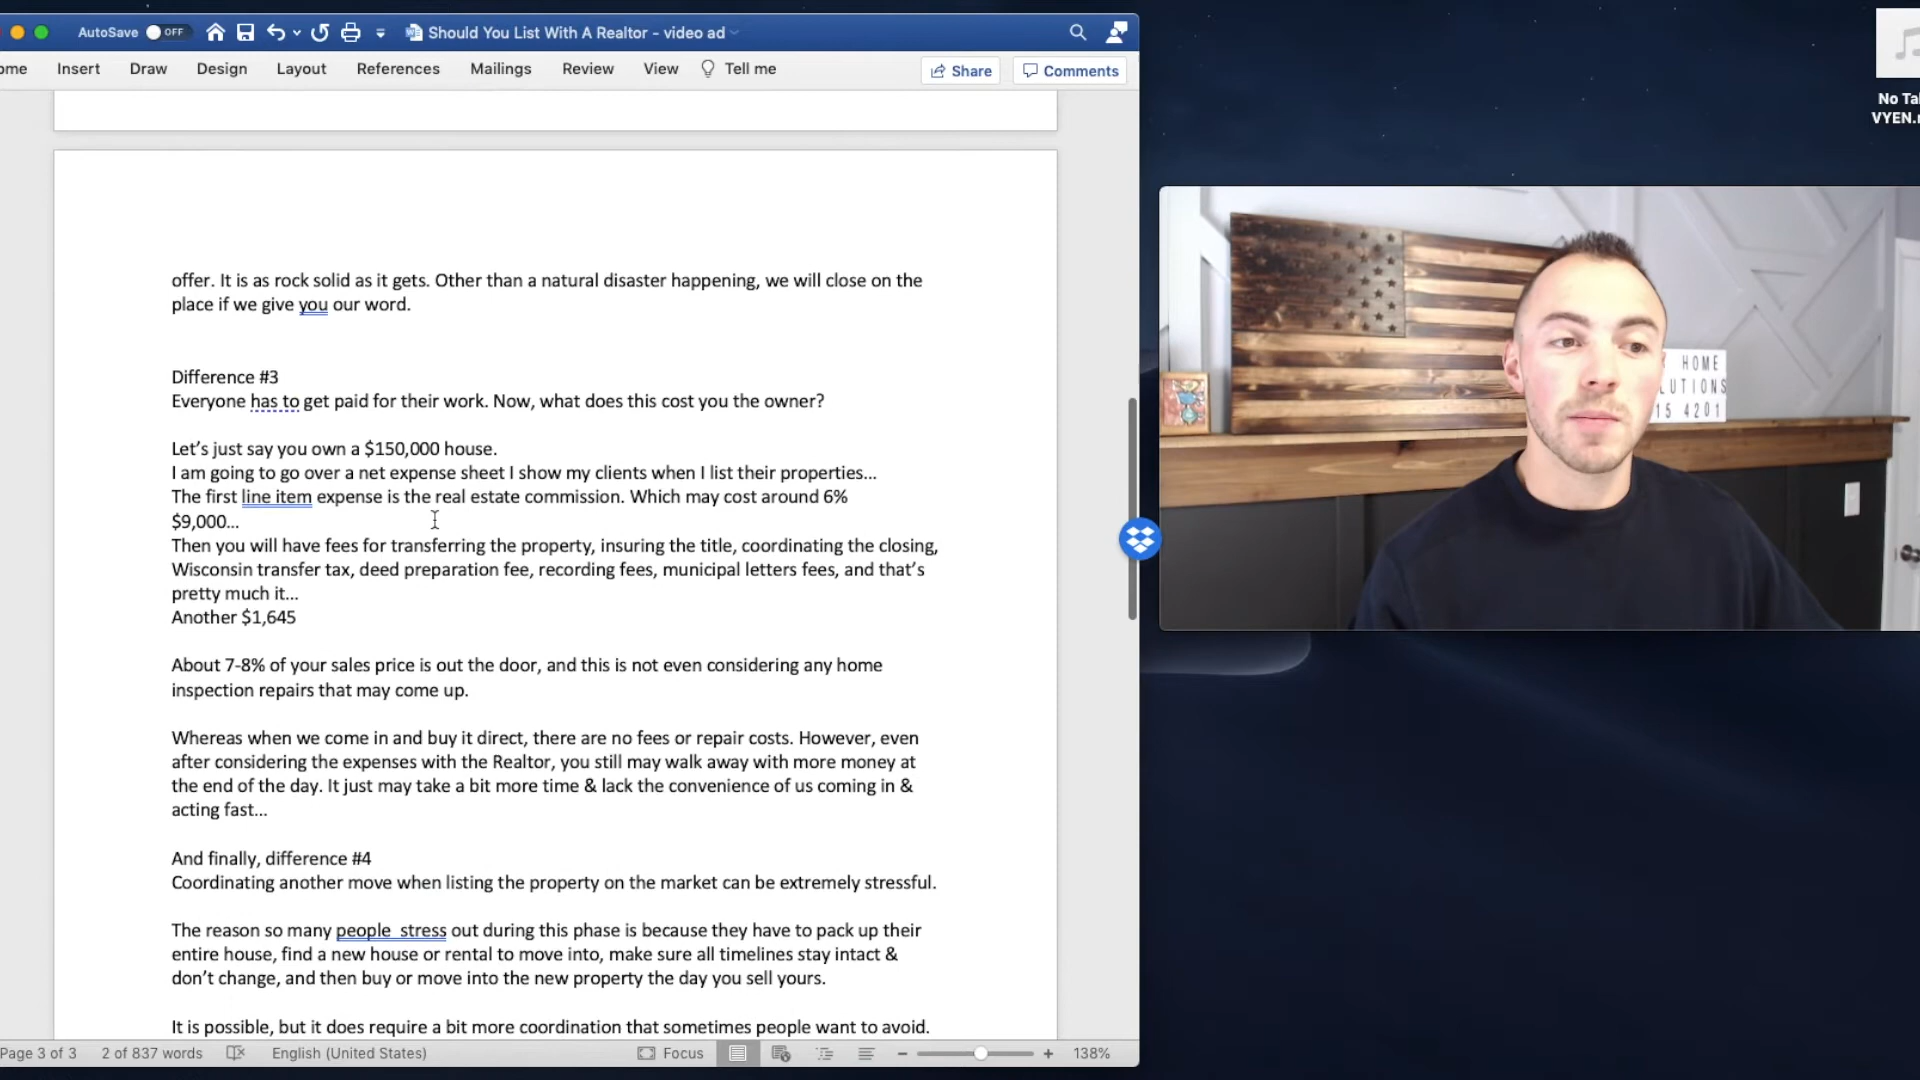 AutoSave OFF Should You List With A Realtor - video ad
ome Insert Draw Design Layout References Mailings Review View Tell me Share Comments
offer. It is as rock solid as it gets. Other than a natural disaster happening, we will close on the
place if we give you our word.
Difference #3
Everyone has to get paid for their work. Now, what does this cost you the owner?
Let’s just say you own a $150,000 house.
I am going to go over a net expense sheet I show my clients when I list their properties...
The first line item expense is the real estate commission. Which may cost around 6%
$9,000...
Then you will have fees for transferring the property, insuring the title, coordinating the closing,
Wisconsin transfer tax, deed preparation fee, recording fees, municipal letters fees, and that’s
pretty much it...
Another $1,645
About 7-8% of your sales price is out the door, and this is not even considering any home
inspection repairs that may come up.
Whereas when we come in and buy it direct, there are no fees or repair costs. However, even
after considering the expenses with the Realtor, you still may walk away with more money at
the end of the day. It just may take a bit more time & lack the convenience of us coming in &
acting fast...
And finally, difference #4
Coordinating another move when listing the property on the market can be extremely stressful.
The reason so many people  stress out during this phase is because they have to pack up their
entire house, find a new house or rental to move into, make sure all timelines stay intact &
don’t change, and then buy or move into the new property the day you sell yours.
It is possible, but it does require a bit more coordination that sometimes people want to avoid.
Page 3 of 3 2 of 837 words English (United States) Focus 138%
No Ta
VYEN.
HOME
LUTIONS
15 4201